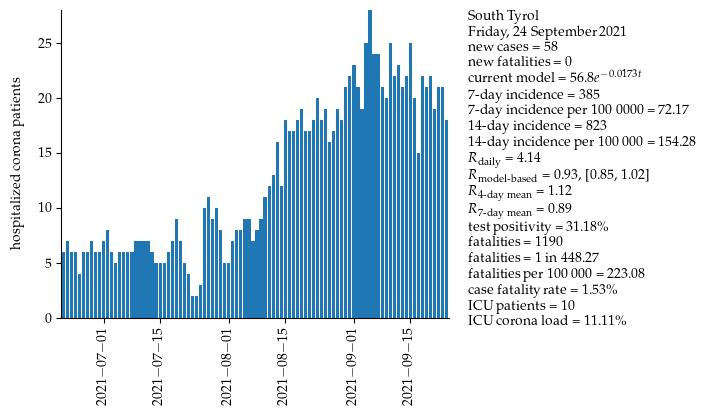 South Tyrol
Friday, 24 September 2021
new cases = 58
new fatalities = 0
current model = 56.8e^{-0.0173t}
7-day incidence = 385
7-day incidence per 100 0000 = 72.17
14-day incidence = 823
14-day incidence per 100 000 = 154.28
R_daily = 4.14
R_model-based = 0.93, [0.85, 1.02]
R_4-day mean = 1.12
R_7-day mean = 0.89
test positivity = 31.18%
fatalities = 1190
fatalities = 1 in 448.27
fatalities per 100 000 = 223.08
case fatality rate = 1.53%
ICU patients = 10
ICU corona load = 11.11%
hospitalized corona patients
25
20
15
10
5
0
2021−07−01
2021−07−15
2021−08−01
2021−08−15
2021−09−01
2021−09−15